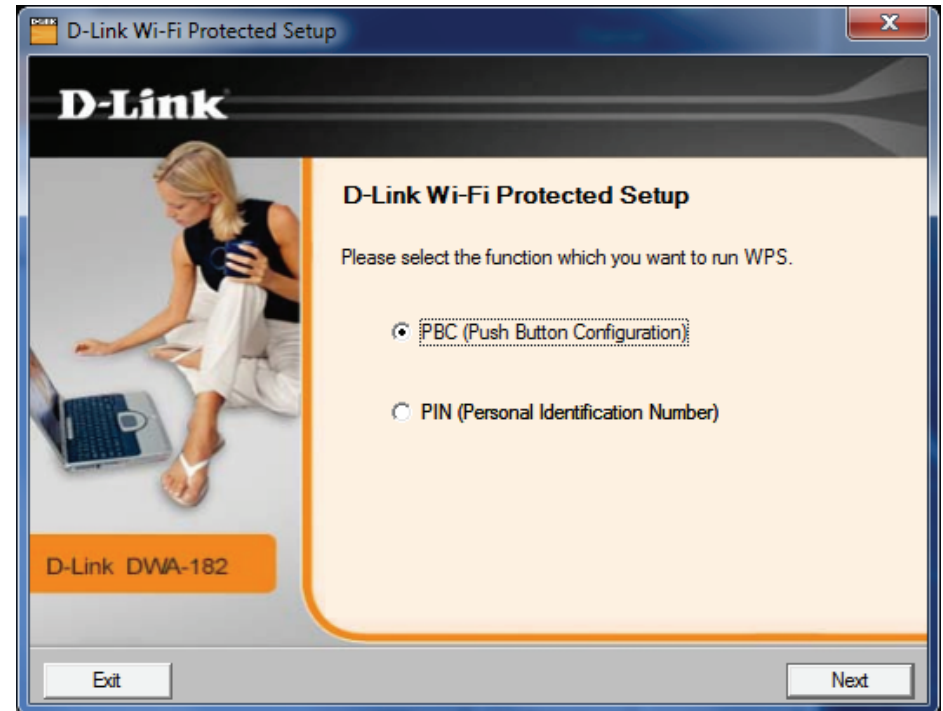 D-Link Wi-Fi Protected Setup
D-Link
D-Link Wi-Fi Protected Setup
Please select the function which you want to run WPS.
PBC (Push Button Configuration)
PIN (Personal Identification Number)
D-Link DWA-182
Exit
Next